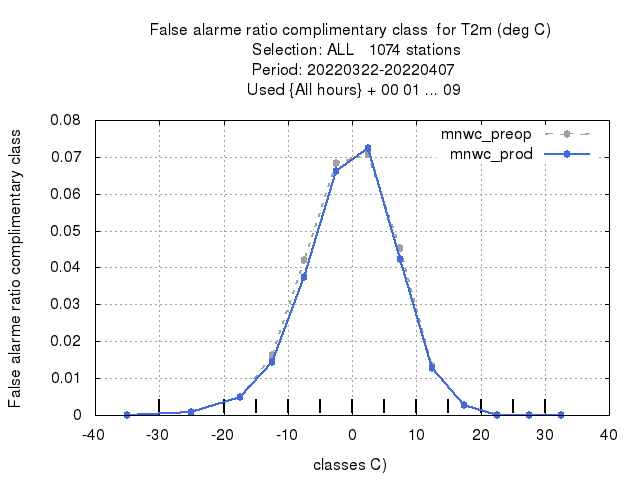 False alarme ratio complimentary class  for T2m (deg C)
Selection: ALL   1074 stations
Period: 20220322-20220407
Used {All hours} + 00 01 ... 09
mnwc_preop
mnwc_prod
False alarme ratio complimentary class
0.08
0.07
0.06
0.05
0.04
0.03
0.02
0.01
0
-40 -30 -20 -10 0 10 20 30 40
classes C)